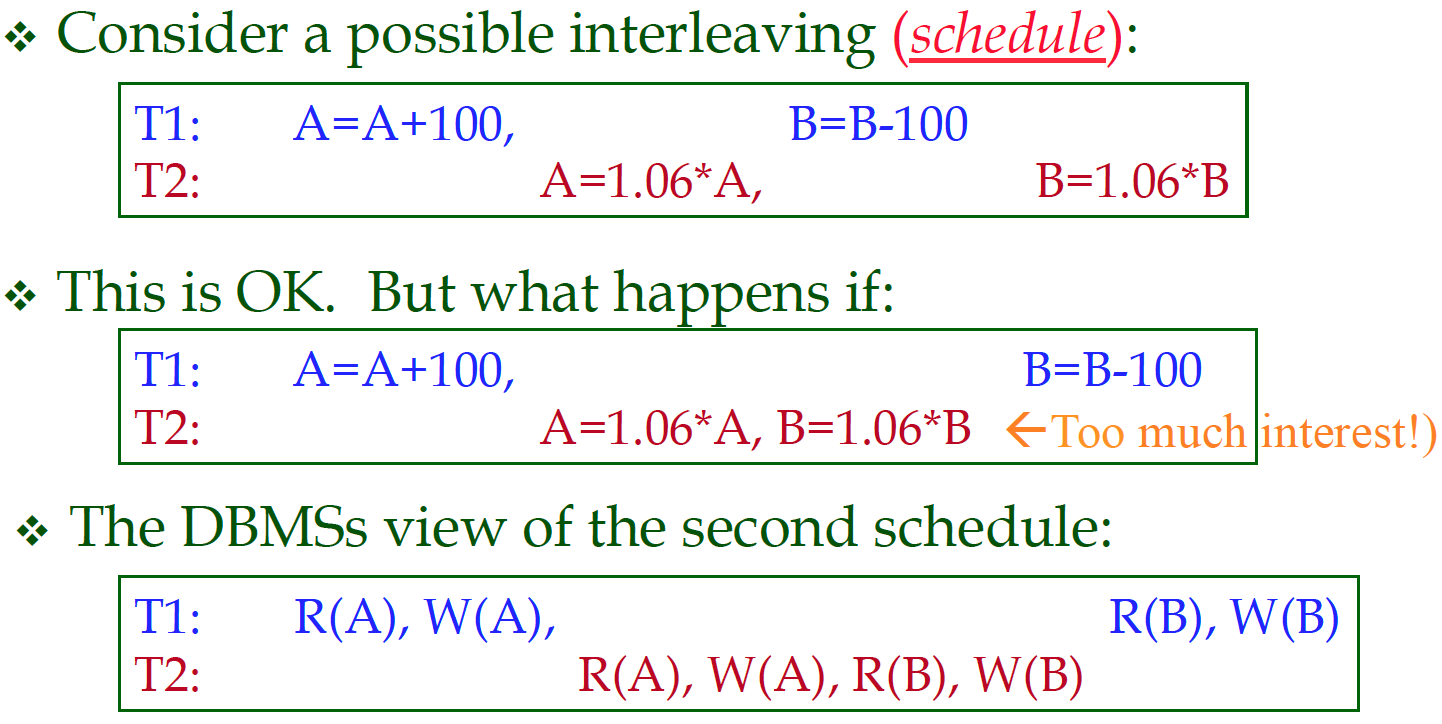 ❖ Consider a possible interleaving (schedule):
T1: A=A+100, B=B-100
T2: A=1.06*A, B=1.06*B
❖ This is OK. But what happens if:
T1: A=A+100, B=B-100
T2: A=1.06*A, B=1.06*B ←Too much interest!)
❖ The DBMSs view of the second schedule:
T1: R(A), W(A), R(B), W(B)
T2: R(A), W(A), R(B), W(B)